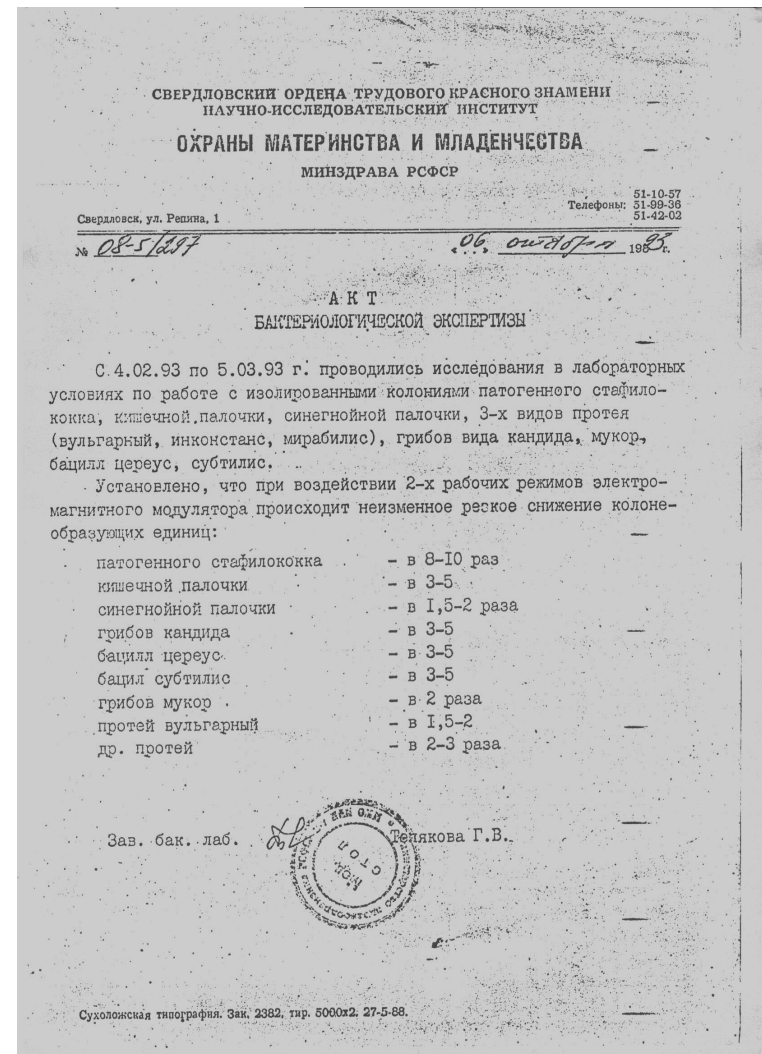 СВЕРДЛОВСКИЙ ОРДЕНА ТРУДОВОГО КРАСНОГО ЗНАМЕНИ
НАУЧНО-ИССЛЕДОВАТЕЛЬСКИЙ ИНСТИТУТ
ОХРАНЫ МАТЕРИНСТВА И МЛАДЕНЧЕСТВА
МИНЗДРАВА РСФСР
51-10-57
Телефоны: 51-99-36
51-42-02
Свердловск, ул. Репина, 1
№ 08-5/297 „06„ октября 1993 г.
АКТ
БАКТЕРИОЛОГИЧЕСКОЙ ЭКСПЕРТИЗЫ
С 4.02.93 по 5.03.93 г. проводились исследования в лабораторных
условиях по работе с изолированными колониями патогенного стафило-
кокка, кишечной палочки, синегнойной палочки, 3-х видов протея
(вульгарный, инконстанс, мирабилис), грибов вида кандида, мукор,
бацилл цереус, субтилис.
Установлено, что при воздействии 2-х рабочих режимов электро-
магнитного модулятора происходит неизменное резкое снижение колоне-
образующих единиц:
патогенного стафилококка - в 8-10 раз
кишечной палочки - в 3-5
синегнойной палочки - в 1,5-2 раза
грибов кандида - в 3-5
бацилл цереус - в 3-5
бацил субтилис - в 3-5
грибов мукор - в 2 раза
протей вульгарный - в 1,5-2
др. протей - в 2-3 раза
Зав. бак. лаб. Телякова Г.В.
Сухоложская типография. Зак. 2382, тир. 5000х2, 27-5-88.